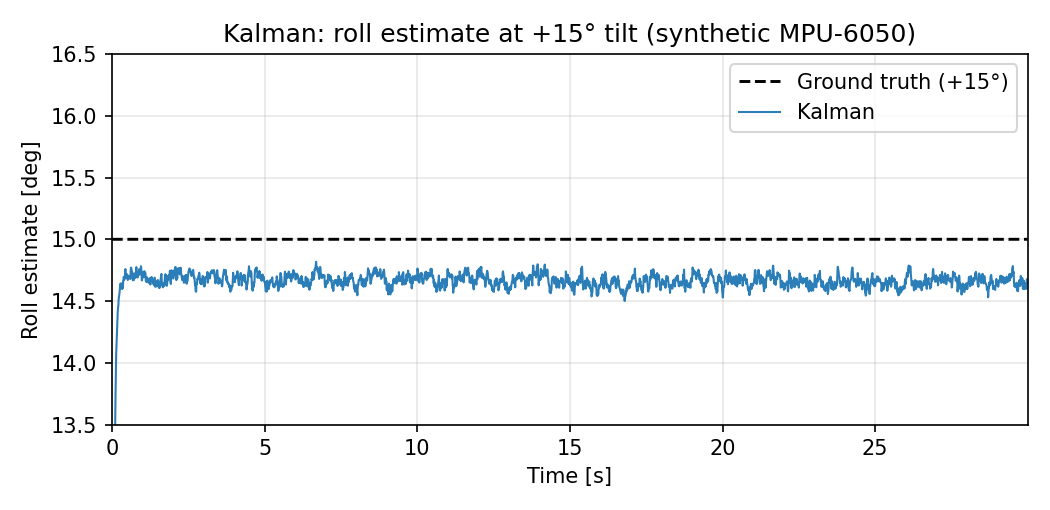 Kalman: roll estimate at +15° tilt (synthetic MPU-6050)
Ground truth (+15°)
Kalman
Roll estimate [deg]
16.5
16.0
15.5
15.0
14.5
14.0
13.5
0 5 10 15 20 25
Time [s]